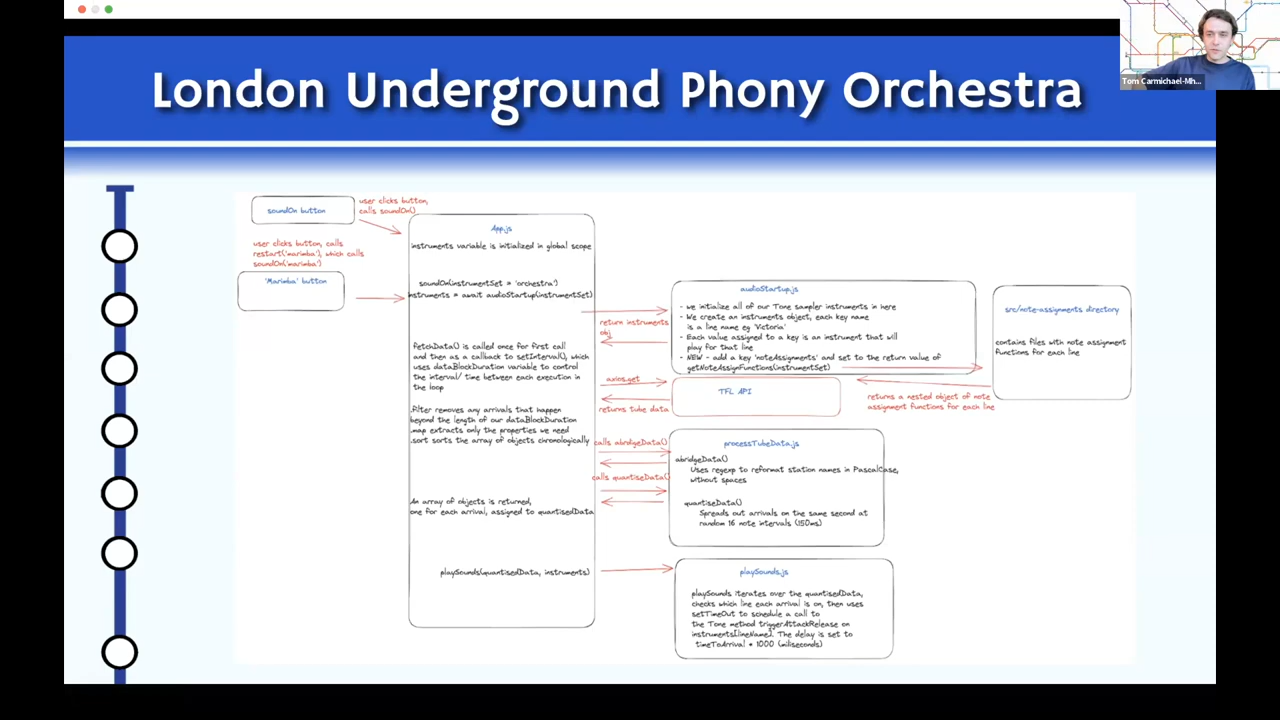 Tom Carmichael-Mh...
London Underground Phony Orchestra
soundOn button
user clicks button,
calls soundOn()
user clicks button, calls
restart('marimba'), which calls
soundOn('marimba')
'Marimba' button
App.js
instruments variable is initialized in global scope
soundOn(instrumentSet = 'orchestra')
instruments = await audioStartup(instrumentSet)
return instruments
obj
fetchData() is called once for first call
and then as a callback to setInterval(), which
uses dataBlockDuration variable to control
the interval/ time between each execution in
the loop
.filter removes any arrivals that happen
beyond the length of our dataBlockDuration
.map extracts only the properties we need
.sort sorts the array of objects chronologically
An array of objects is returned,
one for each arrival, assigned to quantisedData
playSounds(quantisedData, instruments)
audioStartup.js
- we initialize all of our Tone sampler instruments in here
- We create an instruments object, each key name
is a line name eg 'Victoria'
- Each value assigned to a key is an instrument that will
play for that line
- NEW - add a key 'noteAssignments' and set to the return value of
getNoteAssignFunctions(instrumentSet)
src/note-assignments directory
contains files with note assignment
functions for each line
returns a nested object of note
assignment functions for each line
axios.get
returns tube data
TFL API
calls abridgeData()
calls quantiseData()
processTubeData.js
abridgeData()
Uses regexp to reformat station names in PascalCase,
without spaces
quantiseData()
Spreads out arrivals on the same second at
random 16 note intervals (150ms)
playSounds.js
playSounds iterates over the quantisedData,
checks which line each arrival is on, then uses
setTimeOut to schedule a call to
the Tone method triggerAttackRelease on
instruments[lineName]. The delay is set to
timeToArrival * 1000 (miliseconds)